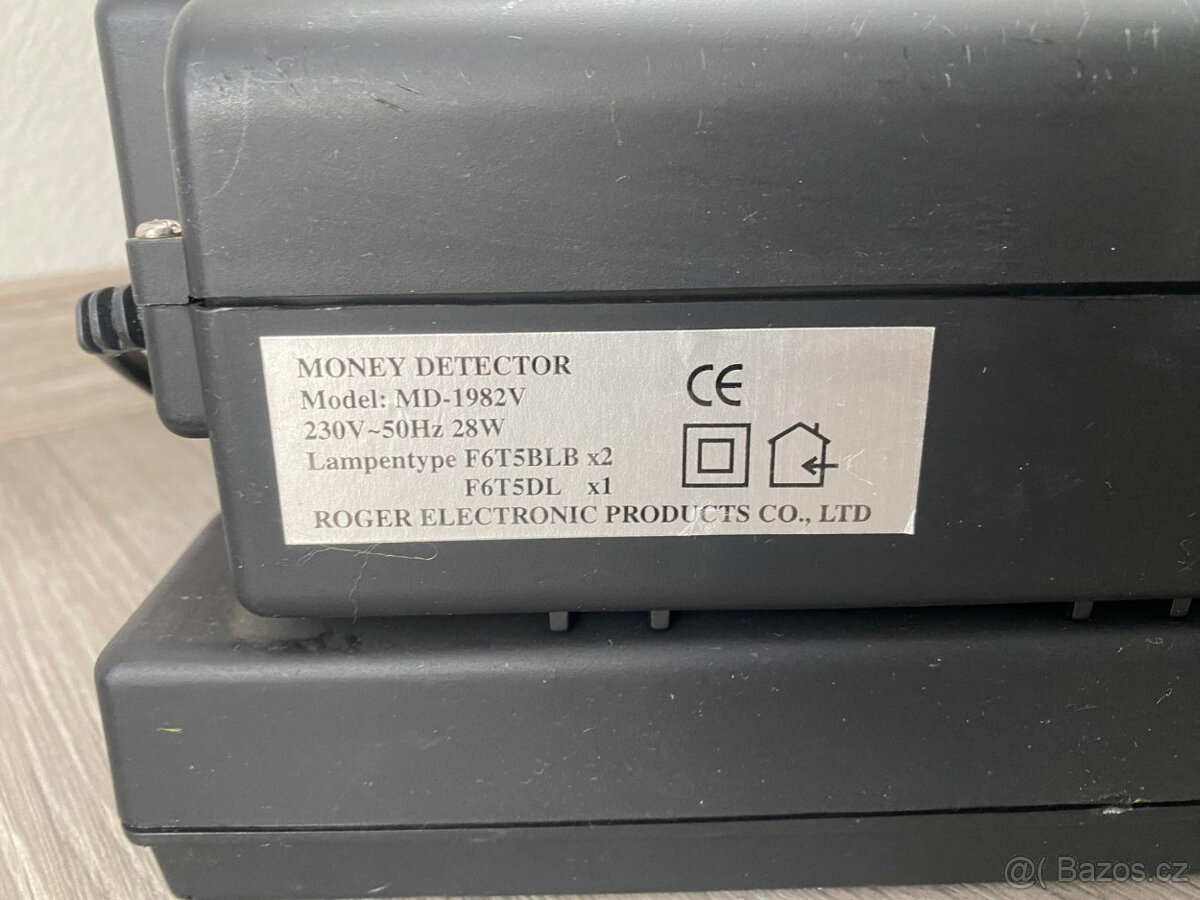 MONEY DETECTOR
Model: MD-1982V
230V~50Hz 28W
Lampentype F6T5BLB x2
F6T5DL x1
ROGER ELECTRONIC PRODUCTS CO., LTD
CE
@( Bazos.cz